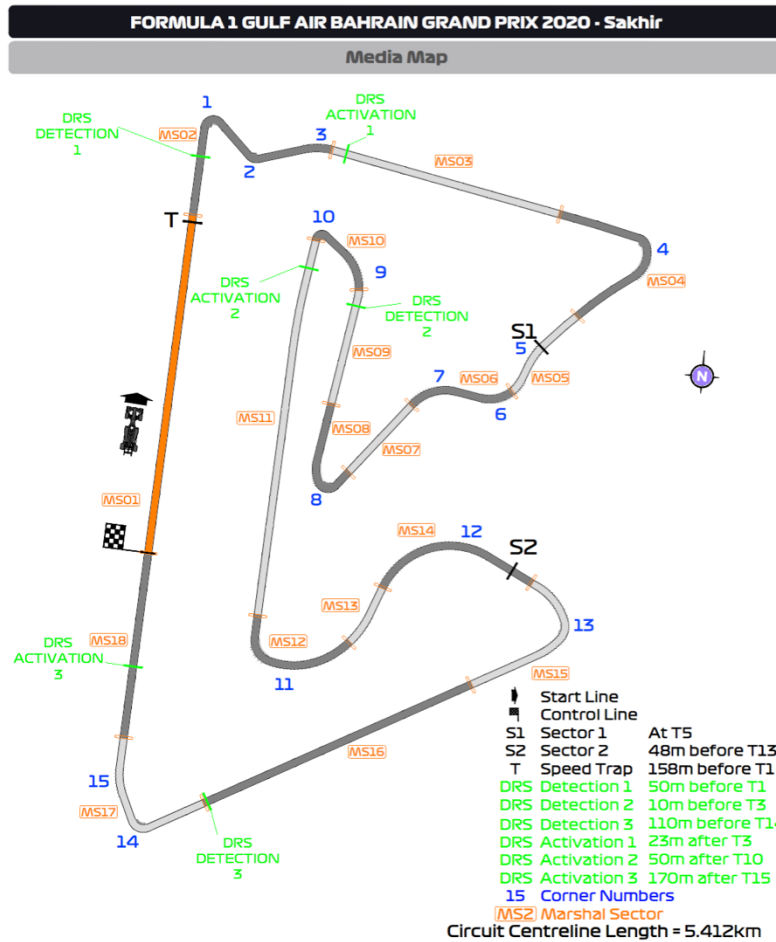 FORMULA 1 GULF AIR BAHRAIN GRAND PRIX 2020 - Sakhir
Media Map
1
DRS
DETECTION
1
MS02
2
3
DRS
ACTIVATION
1
MS03
T
4
MS04
10
MS10
9
DRS
ACTIVATION
2
DRS
DETECTION
2
MS09
S1
5
MS05
N
7
MS06
6
MS11
MS08
MS07
8
MS01
MS14
12
S2
MS13
13
MS12
11
MS18
DRS
ACTIVATION
3
MS15
MS16
15
MS17
14
DRS
DETECTION
3
Start Line
Control Line
S1 Sector 1 At T5
S2 Sector 2 48m before T13
T Speed Trap 158m before T1
DRS Detection 1 50m before T1
DRS Detection 2 10m before T3
DRS Detection 3 110m before T14
DRS Activation 1 23m after T3
DRS Activation 2 50m after T10
DRS Activation 3 170m after T15
15 Corner Numbers
MS2 Marshal Sector
Circuit Centreline Length = 5.412km